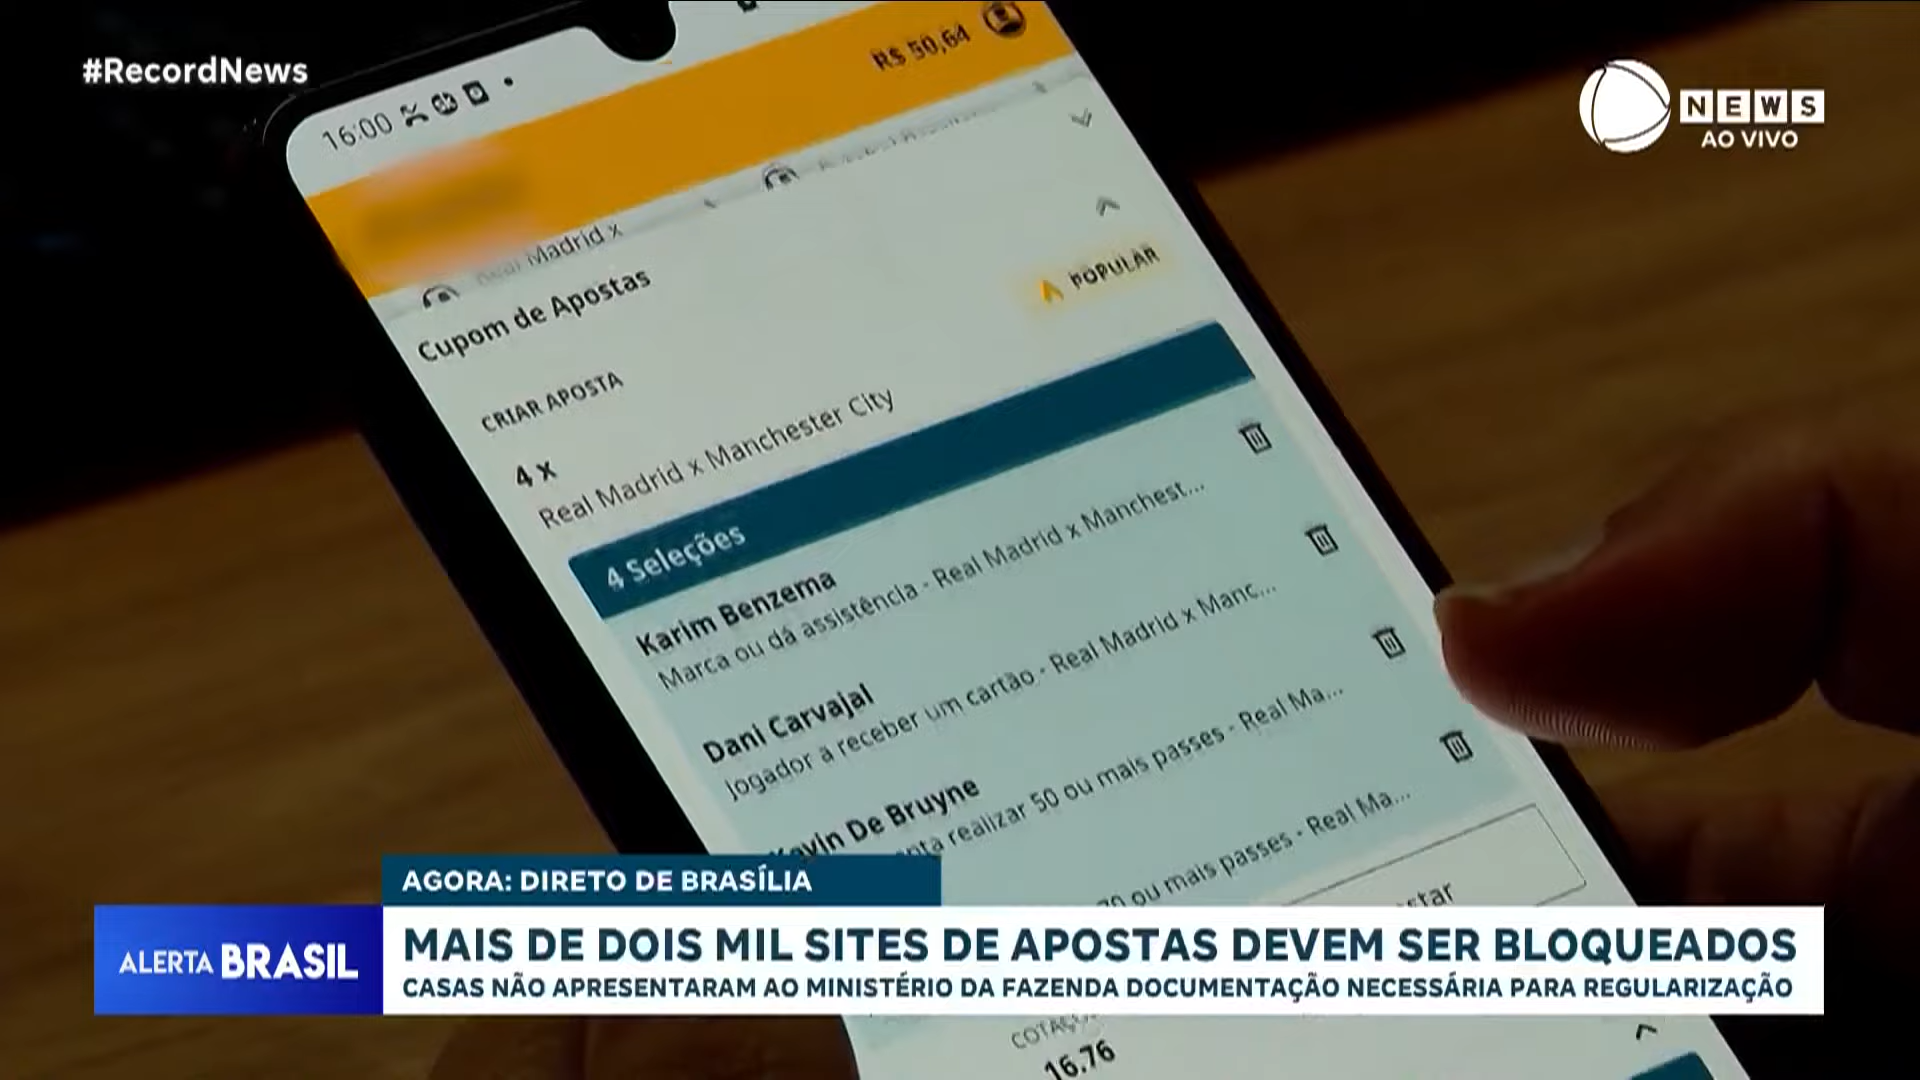 #RecordNews
NEWS
AO VIVO
16:00
R$ 50,64
Real Madrid x
Cupom de Apostas
POPULAR
CRIAR APOSTA
4 x
Real Madrid x Manchester City
4 Seleções
Karim Benzema
Marca ou dá assistência - Real Madrid x Manchest...
Dani Carvajal
Jogador a receber um cartão - Real Madrid x Manc...
Kevin De Bruyne
realizar 50 ou mais passes - Real Ma...
ou mais passes - Real Ma...
AGORA: DIRETO DE BRASÍLIA
ALERTA BRASIL
MAIS DE DOIS MIL SITES DE APOSTAS DEVEM SER BLOQUEADOS
CASAS NÃO APRESENTARAM AO MINISTÉRIO DA FAZENDA DOCUMENTAÇÃO NECESSÁRIA PARA REGULARIZAÇÃO
16.76